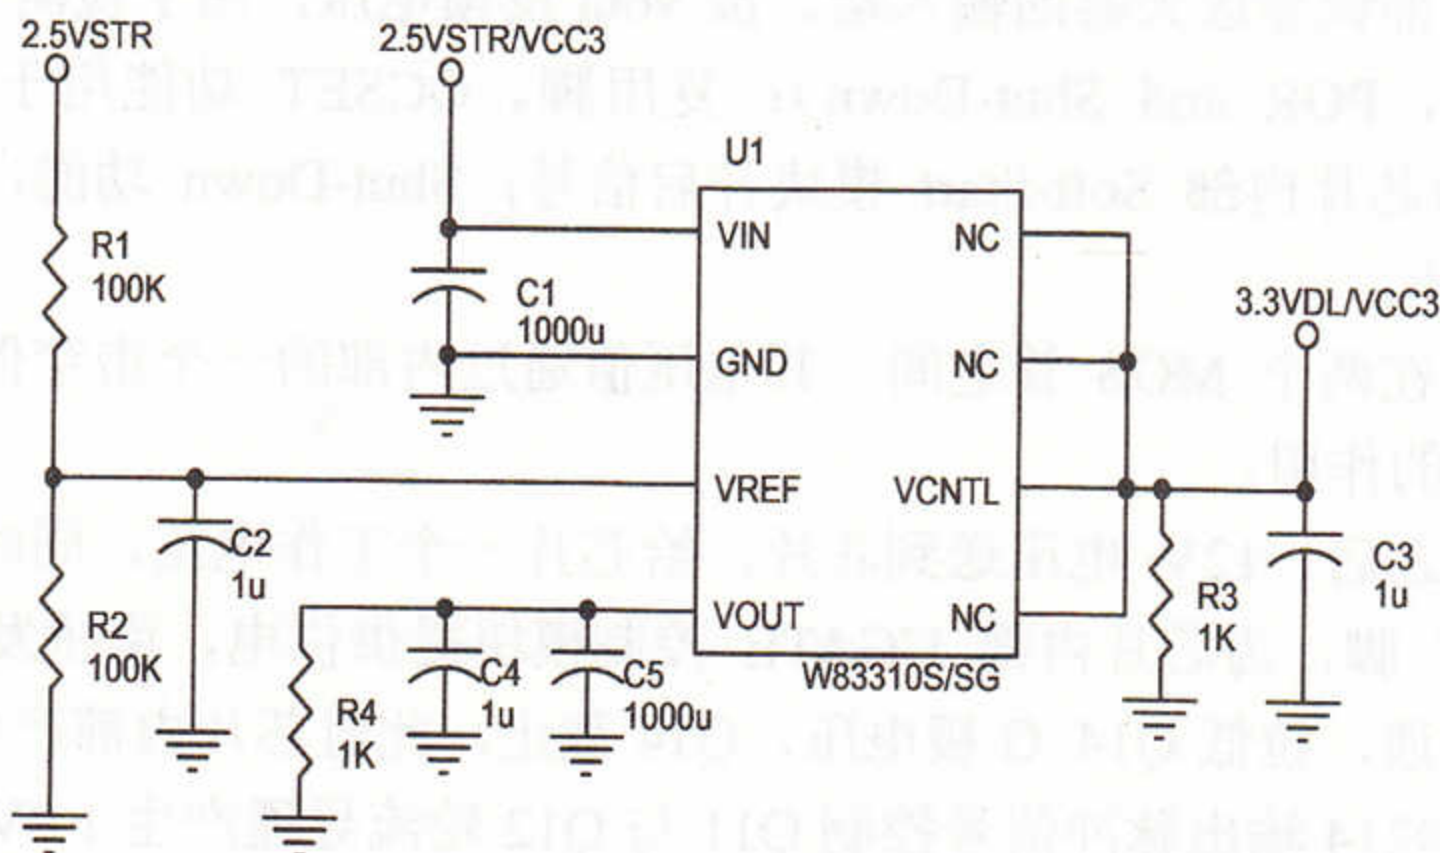 2.5VSTR
2.5VSTR/VCC3
U1
R1
100K
C1
1000u
VIN
GND
VREF
VOUT
NC
NC
VCNTL
NC
W83310S/SG
3.3VDL/VCC3
C2
1u
R2
100K
R4
1K
C4
1u
C5
1000u
R3
1K
C3
1u